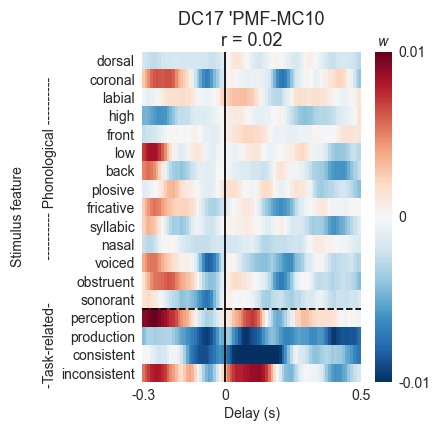 DC17 'PMF-MC10
r = 0.02
w
dorsal
coronal
labial
high
front
low
back
plosive
fricative
syllabic
nasal
voiced
obstruent
sonorant
perception
production
consistent
inconsistent
Stimulus feature
-Task-related- ----------- Phonological ----------
-0.3 0 0.5
Delay (s)
0.01
0
-0.01